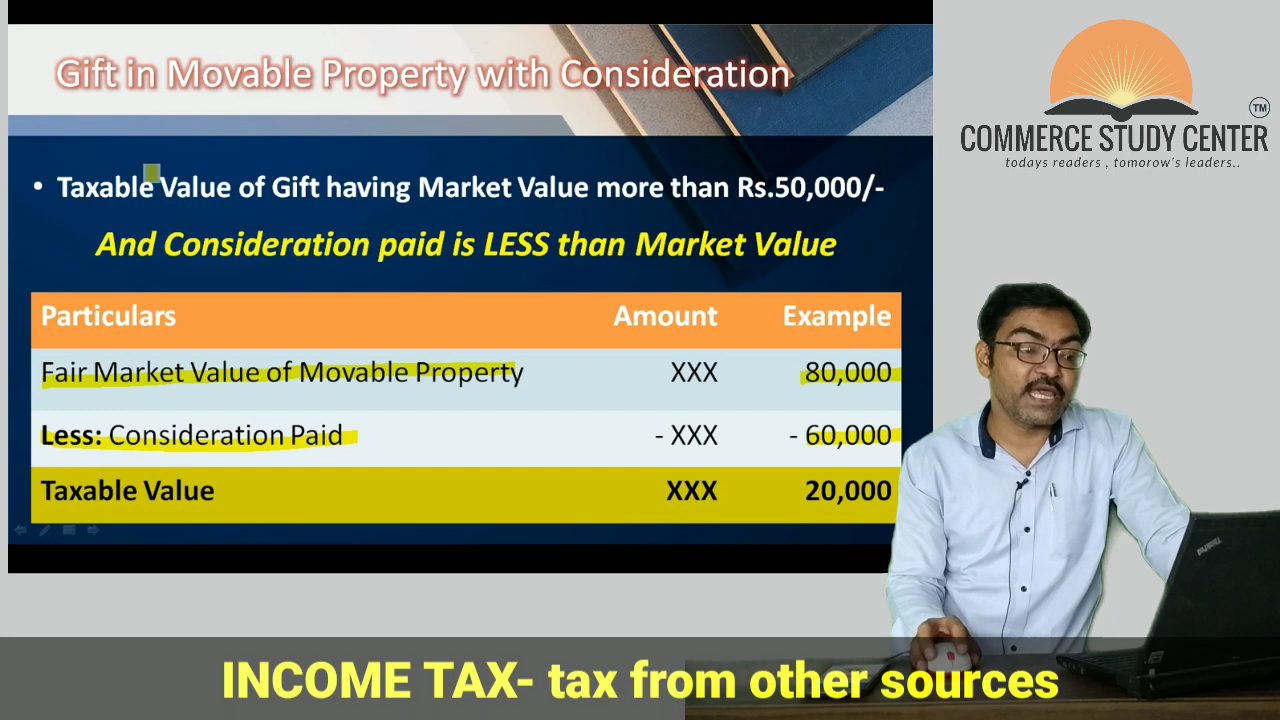 Gift in Movable Property with Consideration
• Taxable Value of Gift having Market Value more than Rs.50,000/-
And Consideration paid is LESS than Market Value
Particulars Amount Example
Fair Market Value of Movable Property XXX 80,000
Less: Consideration Paid - XXX - 60,000
Taxable Value XXX 20,000
TM
COMMERCE STUDY CENTER
todays readers , tomorow's leaders..
ThinkPad
INCOME TAX- tax from other sources